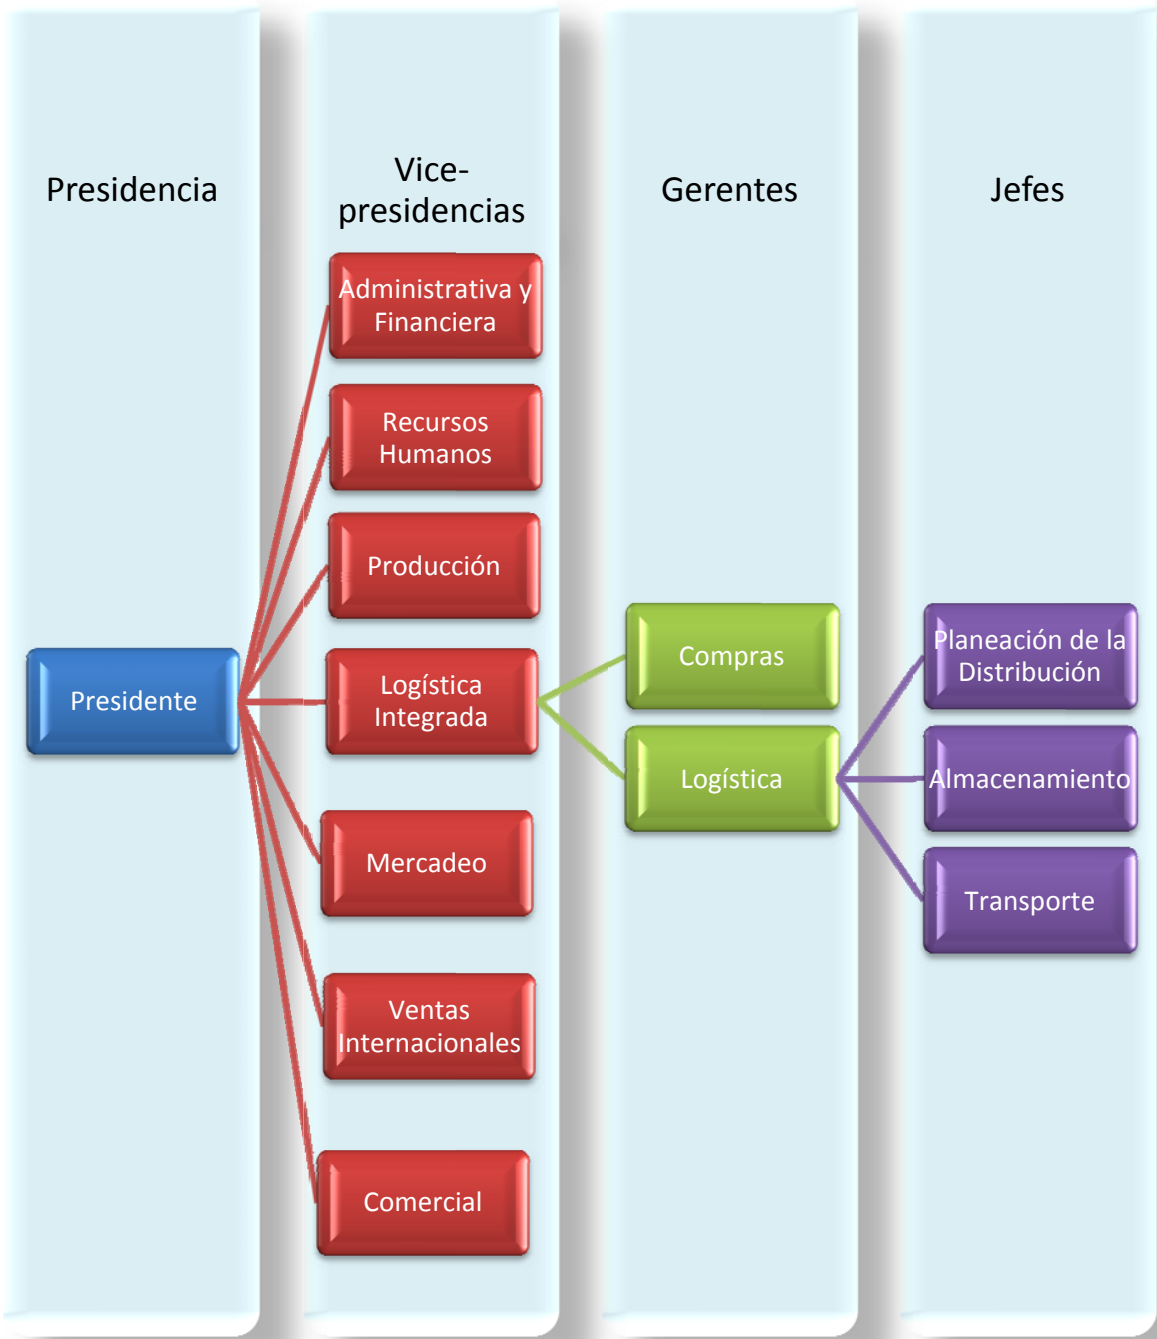 Presidencia
Vice-
presidencias
Gerentes
Jefes
Administrativa y
Financiera
Recursos
Humanos
Producción
Presidente
Logística
Integrada
Mercadeo
Ventas
Internacionales
Comercial
Compras
Logística
Planeación de la
Distribución
Almacenamiento
Transporte